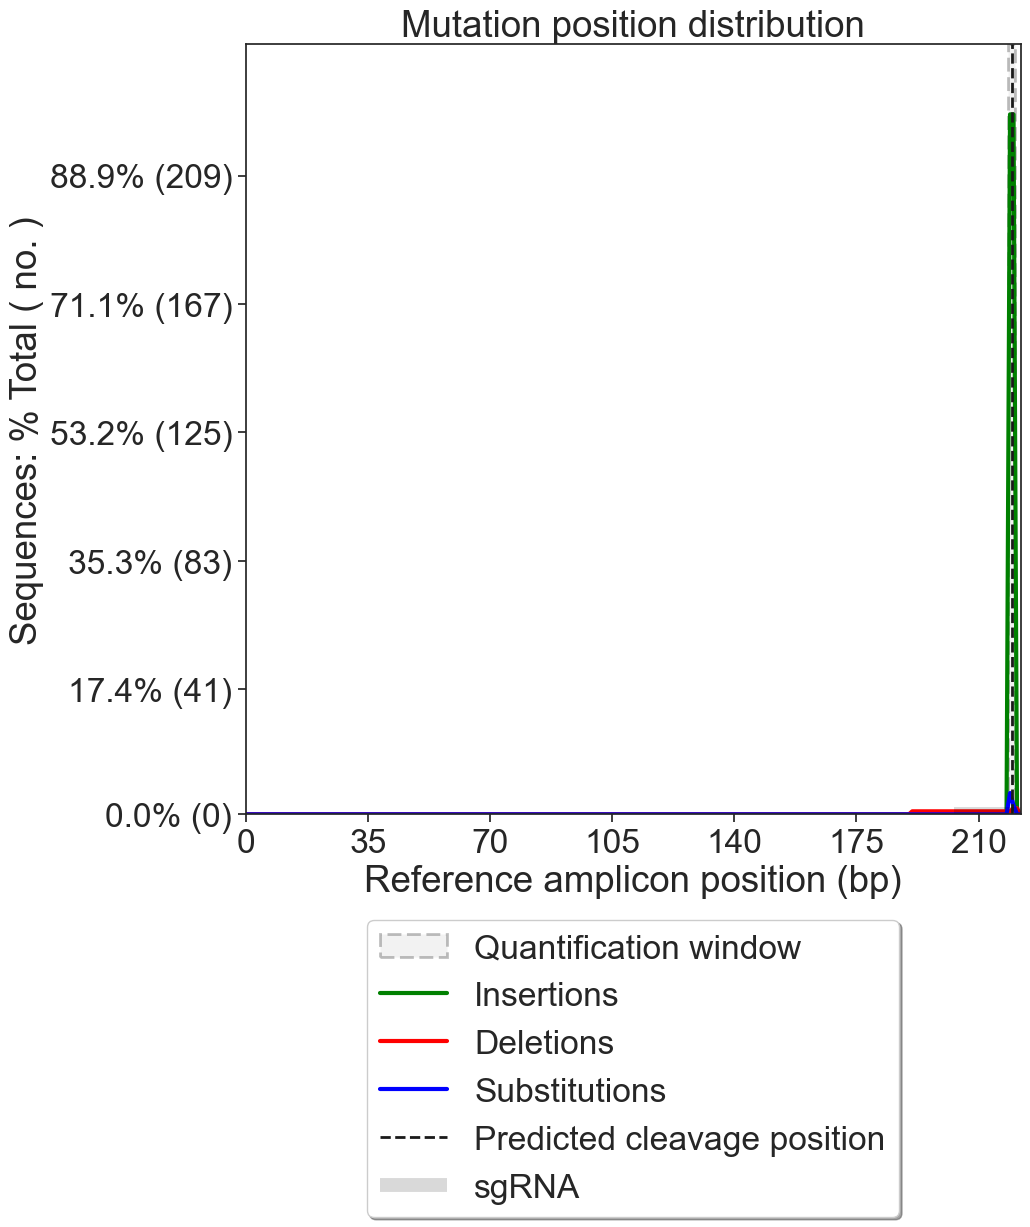 Mutation position distribution
Sequences: % Total ( no. )
88.9% (209)
71.1% (167)
53.2% (125)
35.3% (83)
17.4% (41)
0.0% (0)
0 35 70 105 140 175 210
Reference amplicon position (bp)
Quantification window
Insertions
Deletions
Substitutions
Predicted cleavage position
sgRNA